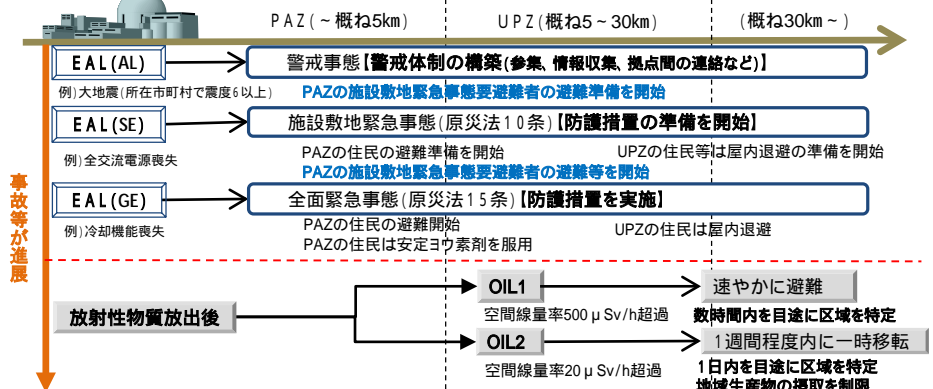 PAZ(～概ね5km)
UPZ(概ね5～30km)
(概ね30km～)
事故等が進展
EAL(AL)
警戒事態【警戒体制の構築(参集、情報収集、拠点間の連絡など)】
例)大地震(所在市町村で震度6以上)
PAZの施設敷地緊急事態要避難者の避難準備を開始
EAL(SE)
施設敷地緊急事態(原災法10条)【防護措置の準備を開始】
例)全交流電源喪失
PAZの住民の避難準備を開始
UPZの住民等は屋内退避の準備を開始
PAZの施設敷地緊急事態要避難者の避難等を開始
EAL(GE)
全面緊急事態(原災法15条)【防護措置を実施】
例)冷却機能喪失
PAZの住民の避難開始
UPZの住民は屋内退避
PAZの住民は安定ヨウ素剤を服用
放射性物質放出後
OIL1
速やかに避難
空間線量率500μSv/h超過
数時間内を目途に区域を特定
OIL2
1週間程度内に一時移転
空間線量率20μSv/h超過
1日内を目途に区域を特定
地域生産物の摂取を制限